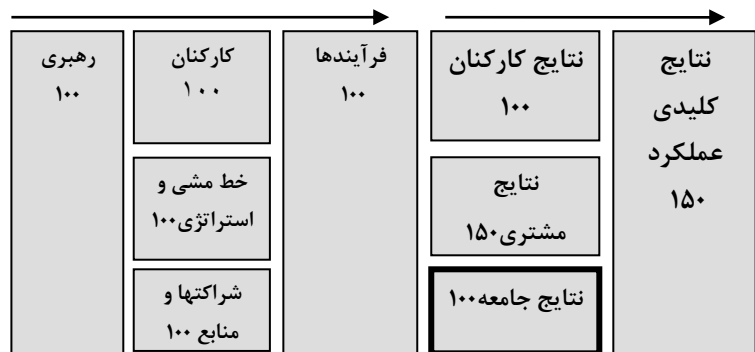 رهبری
۱۰۰
کارکنان
۱۰۰
خط مشی و
استراتژی۱۰۰
شراکتها و
منابع ۱۰۰
فرآیندها
۱۰۰
نتایج کارکنان
۱۰۰
نتایج
مشتری۱۵۰
نتایج جامعه۱۰۰
نتایج
کلیدی
عملکرد
۱۵۰